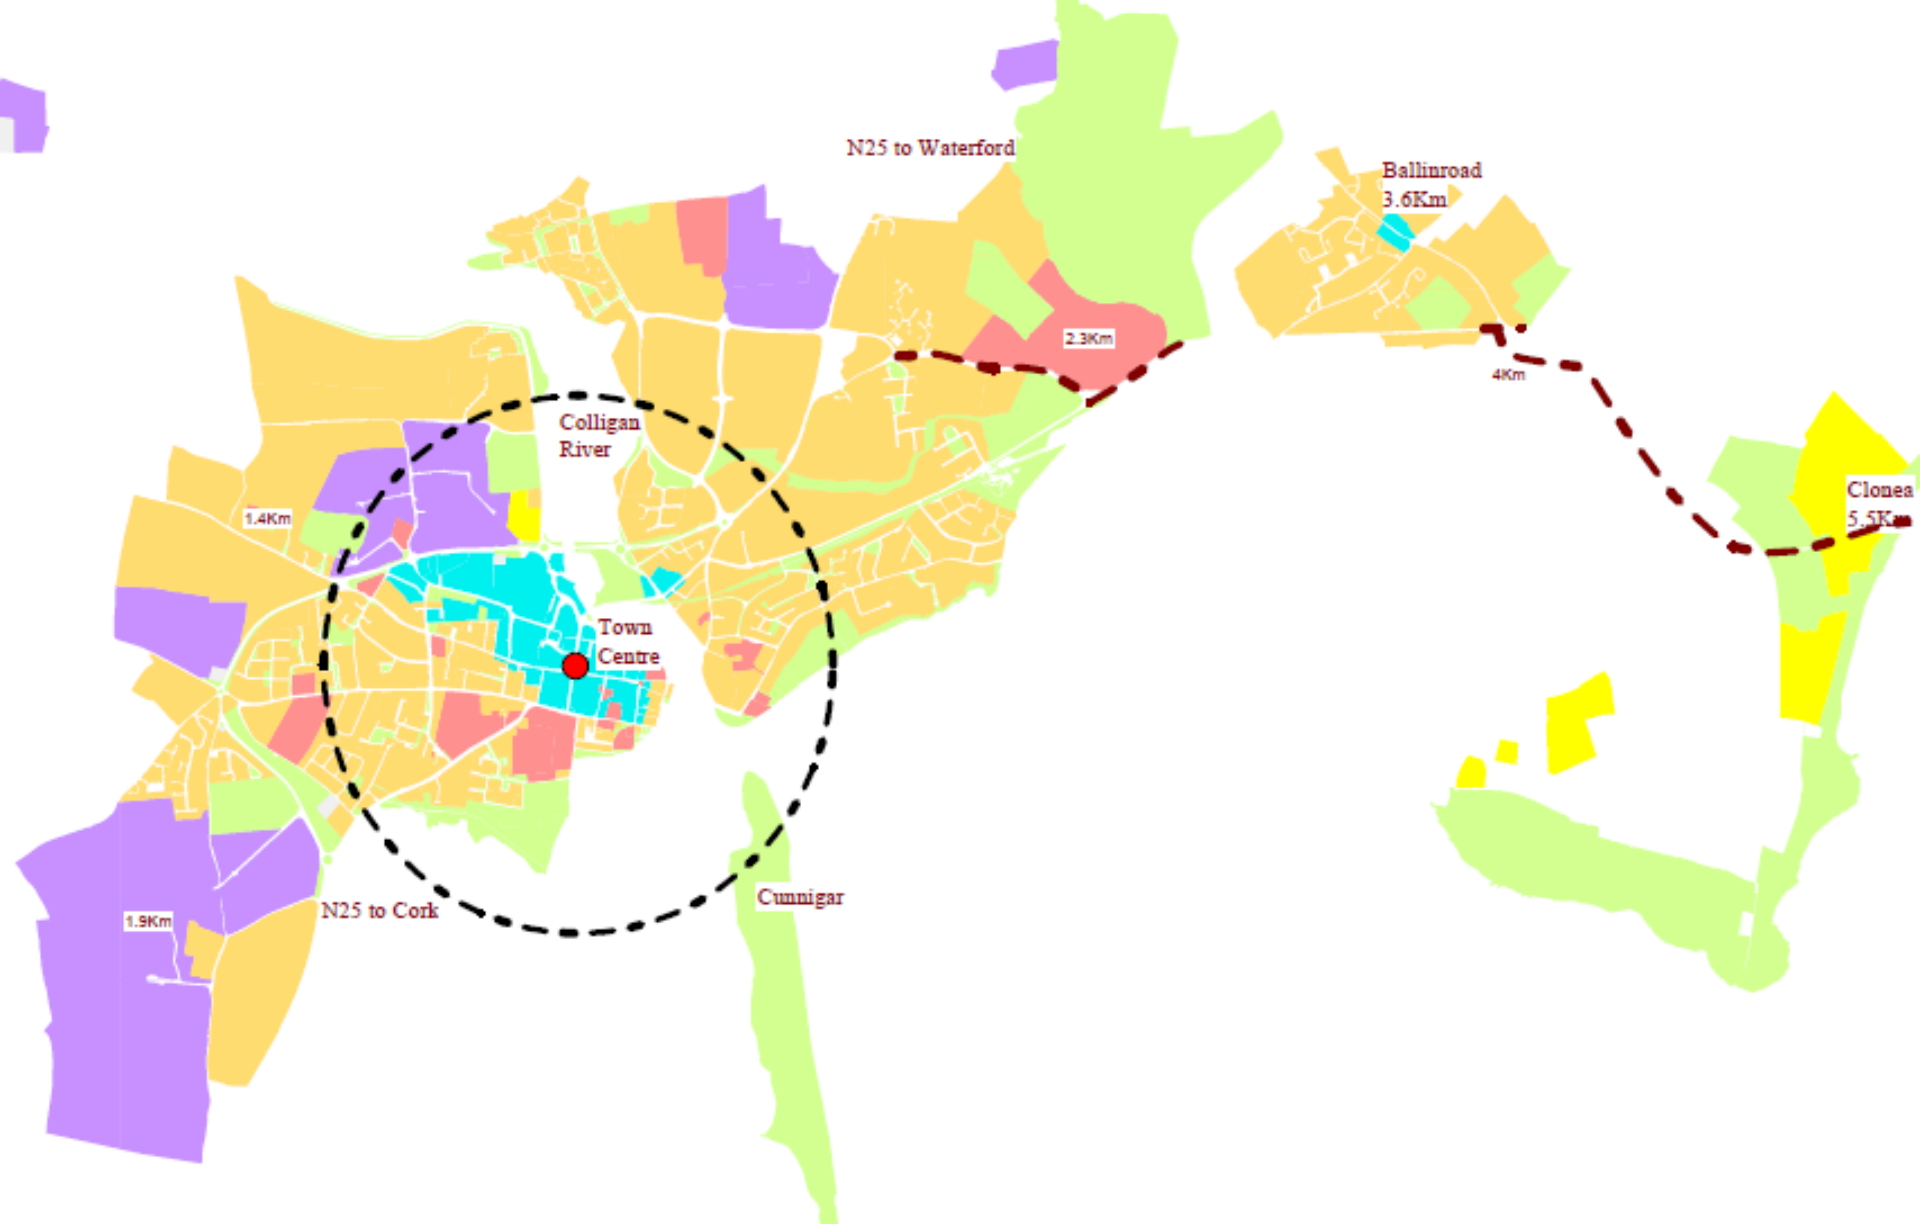 N25 to Waterford
Ballinroad
3.6Km
2.3Km
4Km
Colligan
River
Clonea
5.5Km
1.4Km
Town
Centre
Cunnigar
N25 to Cork
1.9Km